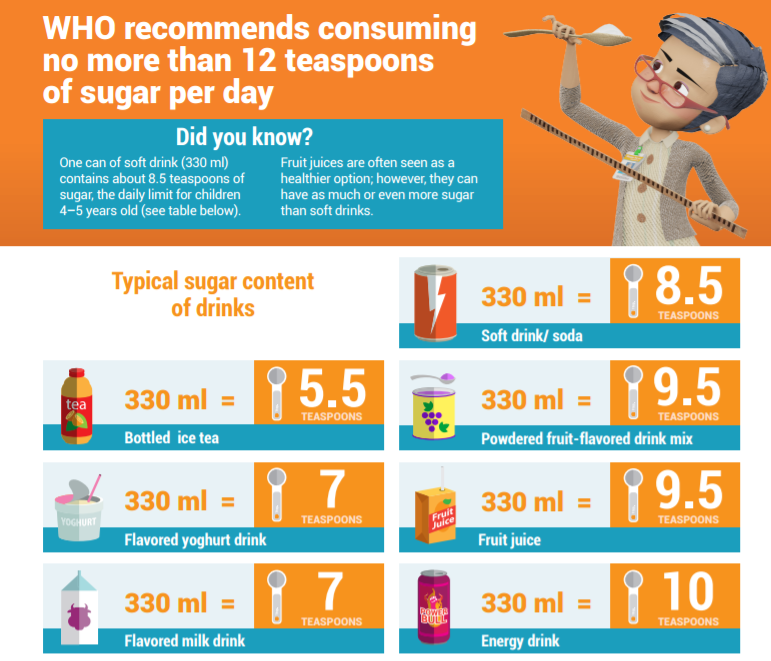 WHO recommends consuming
no more than 12 teaspoons
of sugar per day
Did you know?
One can of soft drink (330 ml)
contains about 8.5 teaspoons of
sugar, the daily limit for children
4–5 years old (see table below).
Fruit juices are often seen as a
healthier option; however, they can
have as much or even more sugar
than soft drinks.
Typical sugar content
of drinks
330 ml = 8.5
TEASPOONS
Soft drink/ soda
tea
330 ml = 5.5
TEASPOONS
Bottled ice tea
330 ml = 9.5
TEASPOONS
Powdered fruit-flavored drink mix
YOGHURT
330 ml = 7
TEASPOONS
Flavored yoghurt drink
Fruit
Juice
330 ml = 9.5
TEASPOONS
Fruit juice
330 ml = 7
TEASPOONS
Flavored milk drink
POWER
BULL
330 ml = 10
TEASPOONS
Energy drink